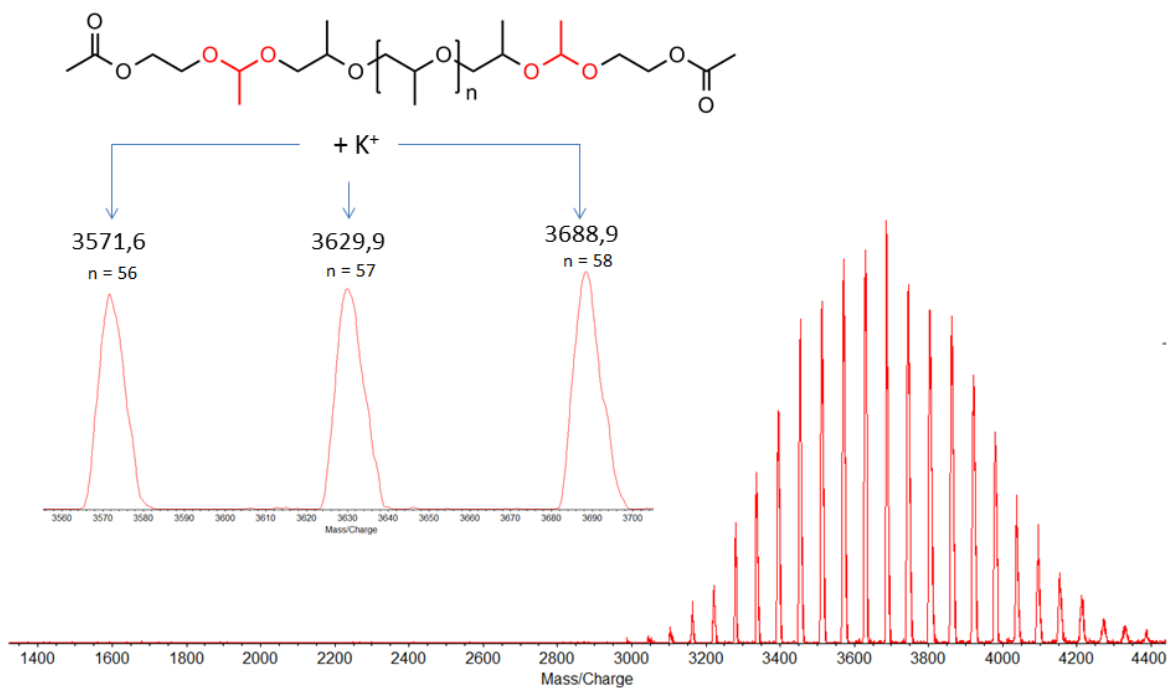 O
O
O
O
O
O
O
O
O
O
O
n
+ K⁺
3571,6
n = 56
3629,9
n = 57
3688,9
n = 58
3560 3570 3580 3590 3600 3610 3620 3630 3640 3650 3660 3670 3680 3690 3700
Mass/Charge
1400 1600 1800 2000 2200 2400 2600 2800 3000 3200 3400 3600 3800 4000 4200 4400
Mass/Charge